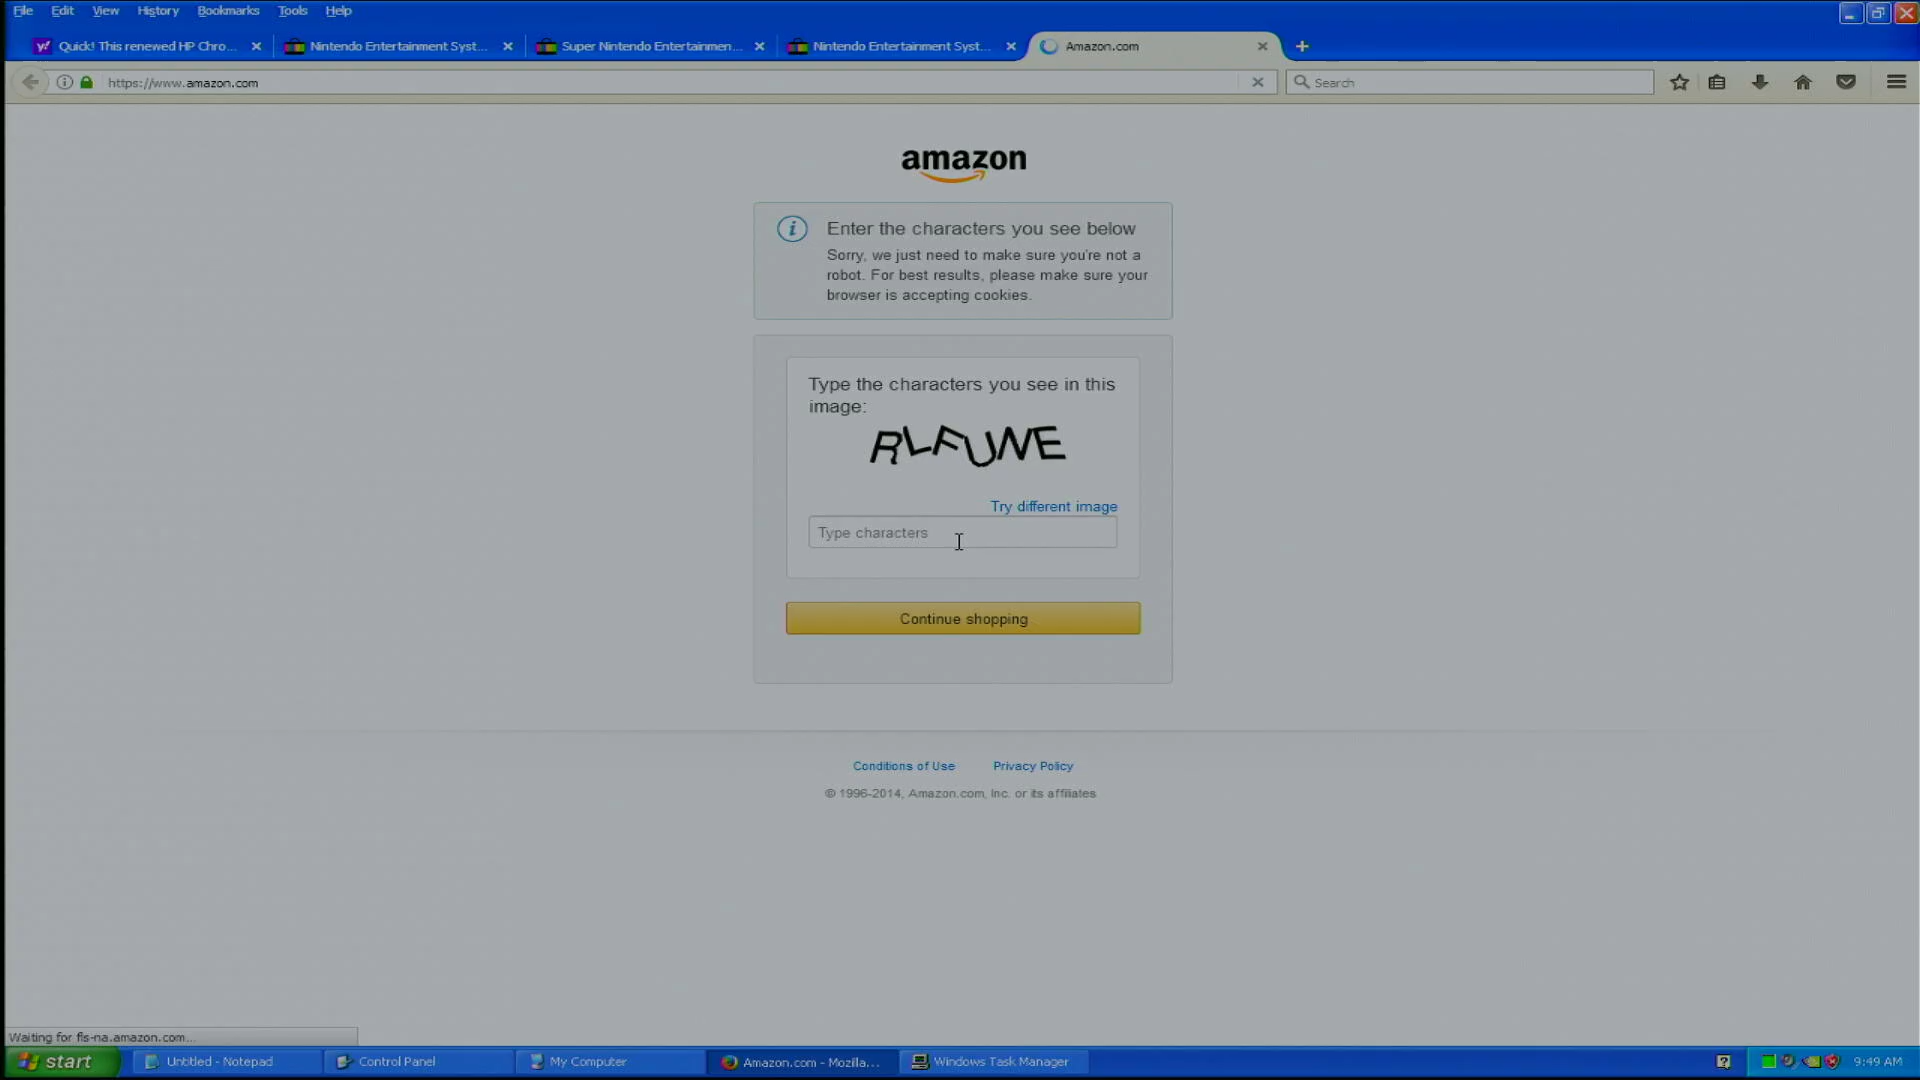 File Edit View History Bookmarks Tools Help
Quick! This renewed HP Chro...
Nintendo Entertainment Syst...
Super Nintendo Entertainmen...
Nintendo Entertainment Syst...
Amazon.com
https://www.amazon.com
Search
amazon
Enter the characters you see below
Sorry, we just need to make sure you're not a
robot. For best results, please make sure your
browser is accepting cookies.
Type the characters you see in this
image:
RLFUNE
Try different image
Type characters
Continue shopping
Conditions of Use Privacy Policy
© 1996-2014, Amazon.com, Inc. or its affiliates
Waiting for fls-na.amazon.com...
start
Untitled - Notepad
Control Panel
My Computer
Amazon.com - Mozilla...
Windows Task Manager
9:49 AM